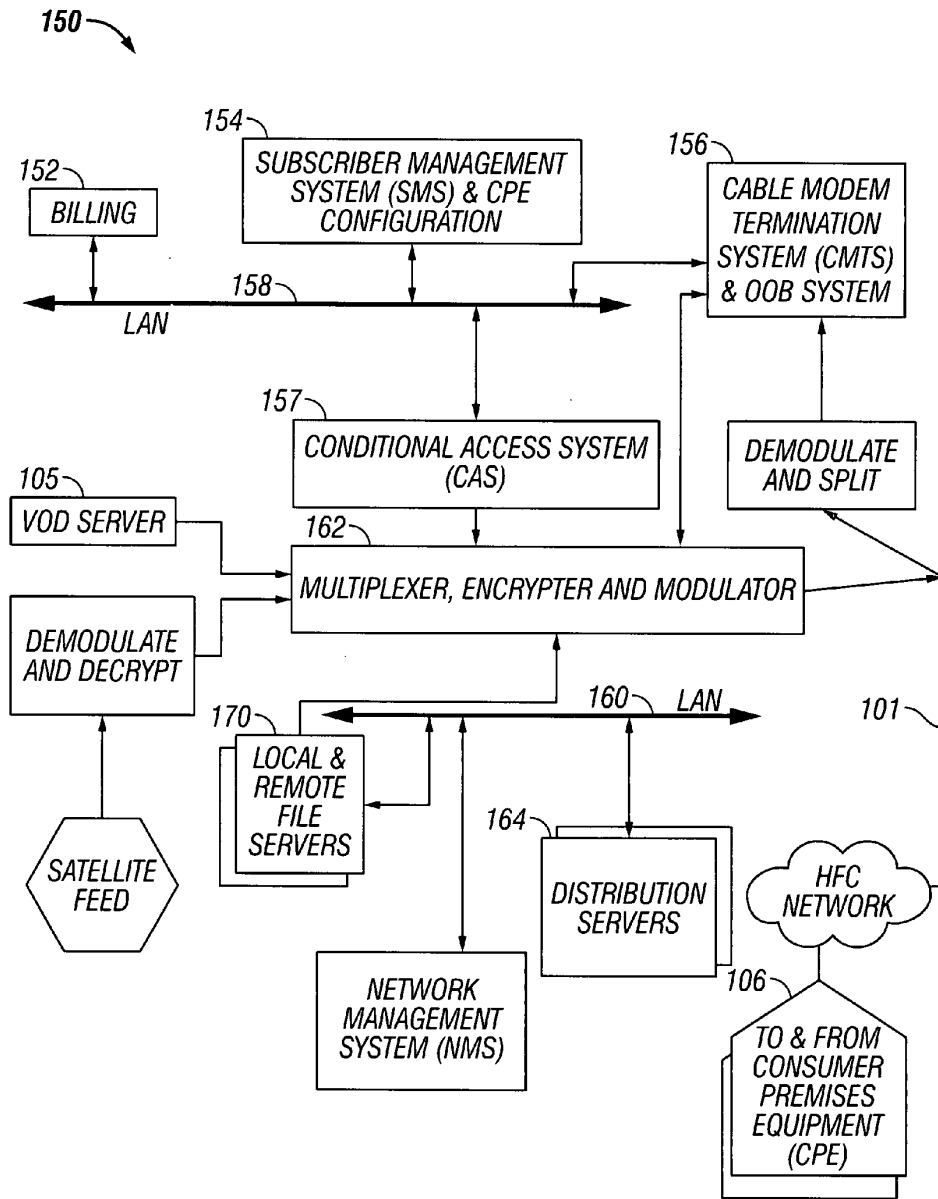 150
154
SUBSCRIBER MANAGEMENT
SYSTEM (SMS) & CPE
CONFIGURATION
156
CABLE MODEM
TERMINATION
SYSTEM (CMTS)
& OOB SYSTEM
152
BILLING
158
LAN
157
CONDITIONAL ACCESS SYSTEM
(CAS)
DEMODULATE
AND SPLIT
105
VOD SERVER
162
MULTIPLEXER, ENCRYPTER AND MODULATOR
DEMODULATE
AND DECRYPT
160
LAN
101
170
LOCAL &
REMOTE
FILE
SERVERS
SATELLITE
FEED
164
DISTRIBUTION
SERVERS
HFC
NETWORK
NETWORK
MANAGEMENT
SYSTEM (NMS)
106
TO & FROM
CONSUMER
PREMISES
EQUIPMENT
(CPE)